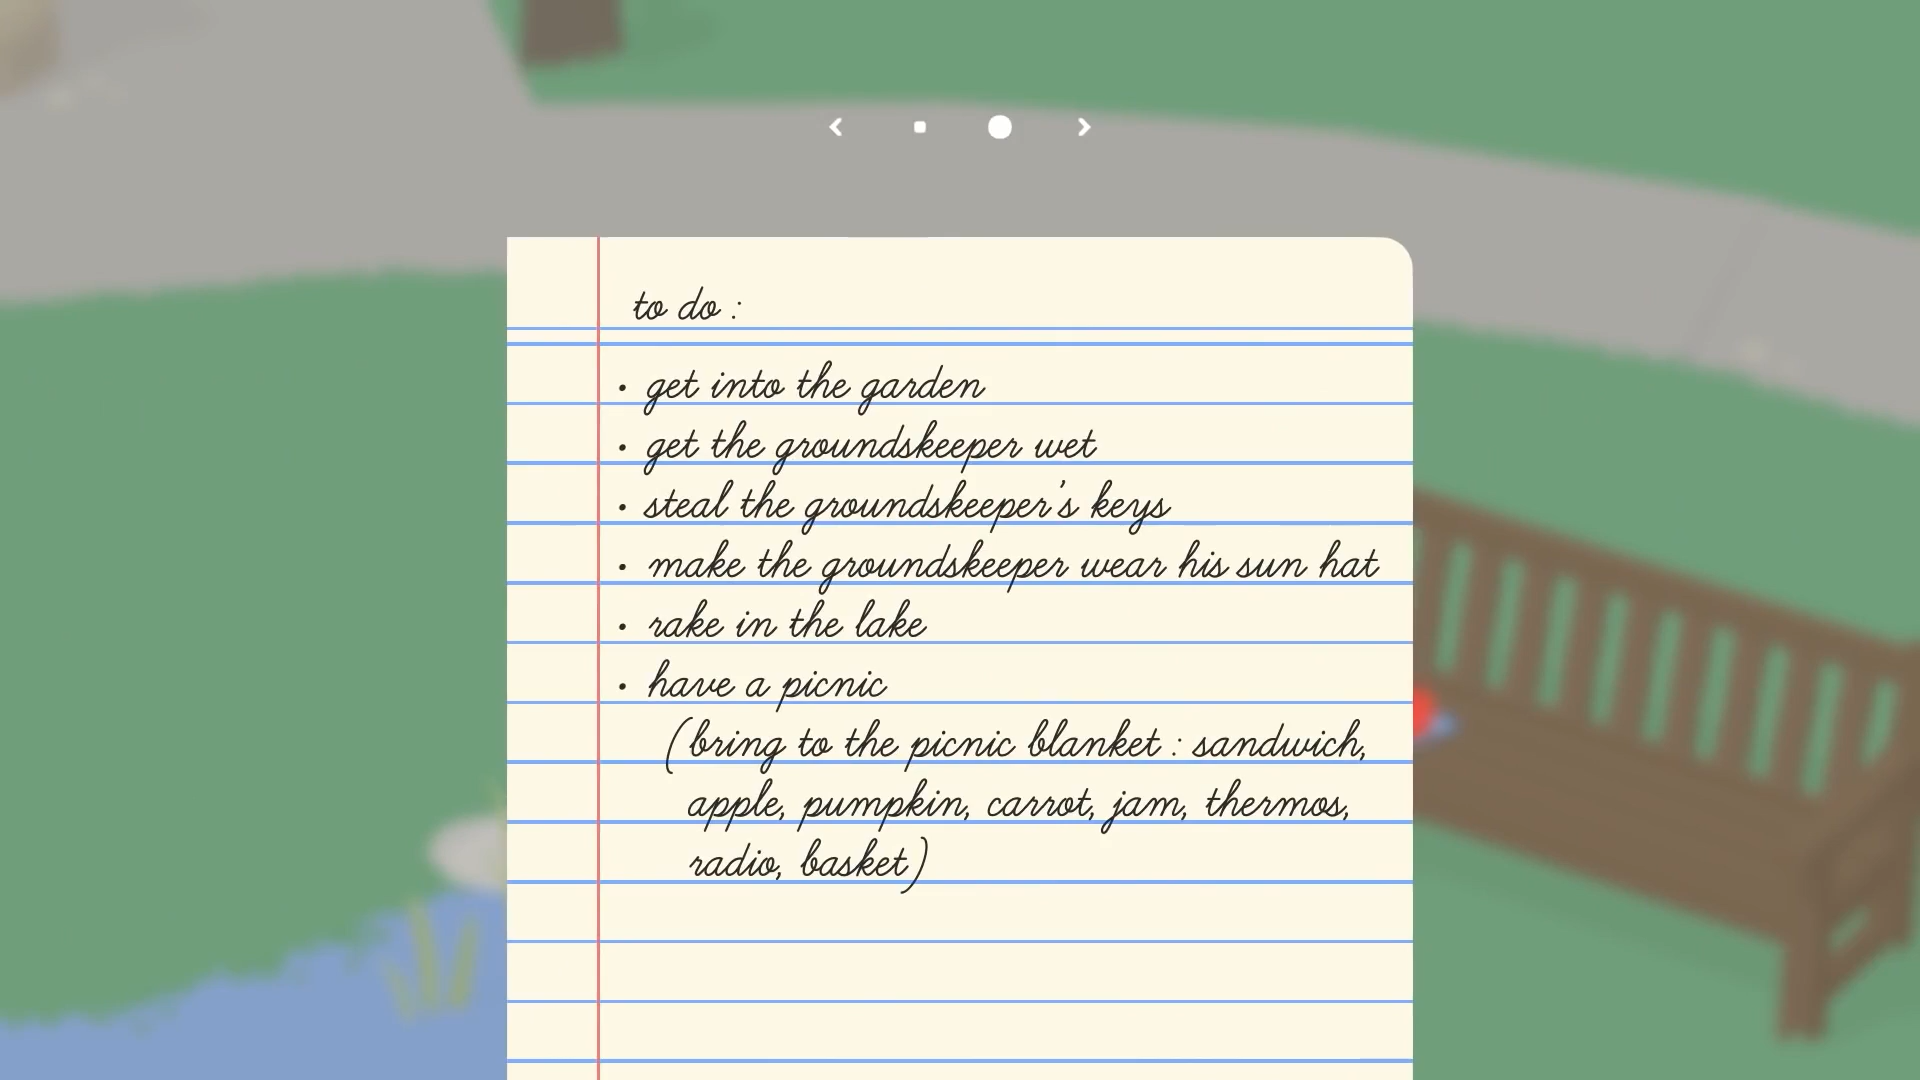 to do :
• get into the garden
• get the groundskeeper wet
• steal the groundskeeper's keys
• make the groundskeeper wear his sun hat
• rake in the lake
• have a picnic
(bring to the picnic blanket : sandwich,
apple, pumpkin, carrot, jam, thermos,
radio, basket)